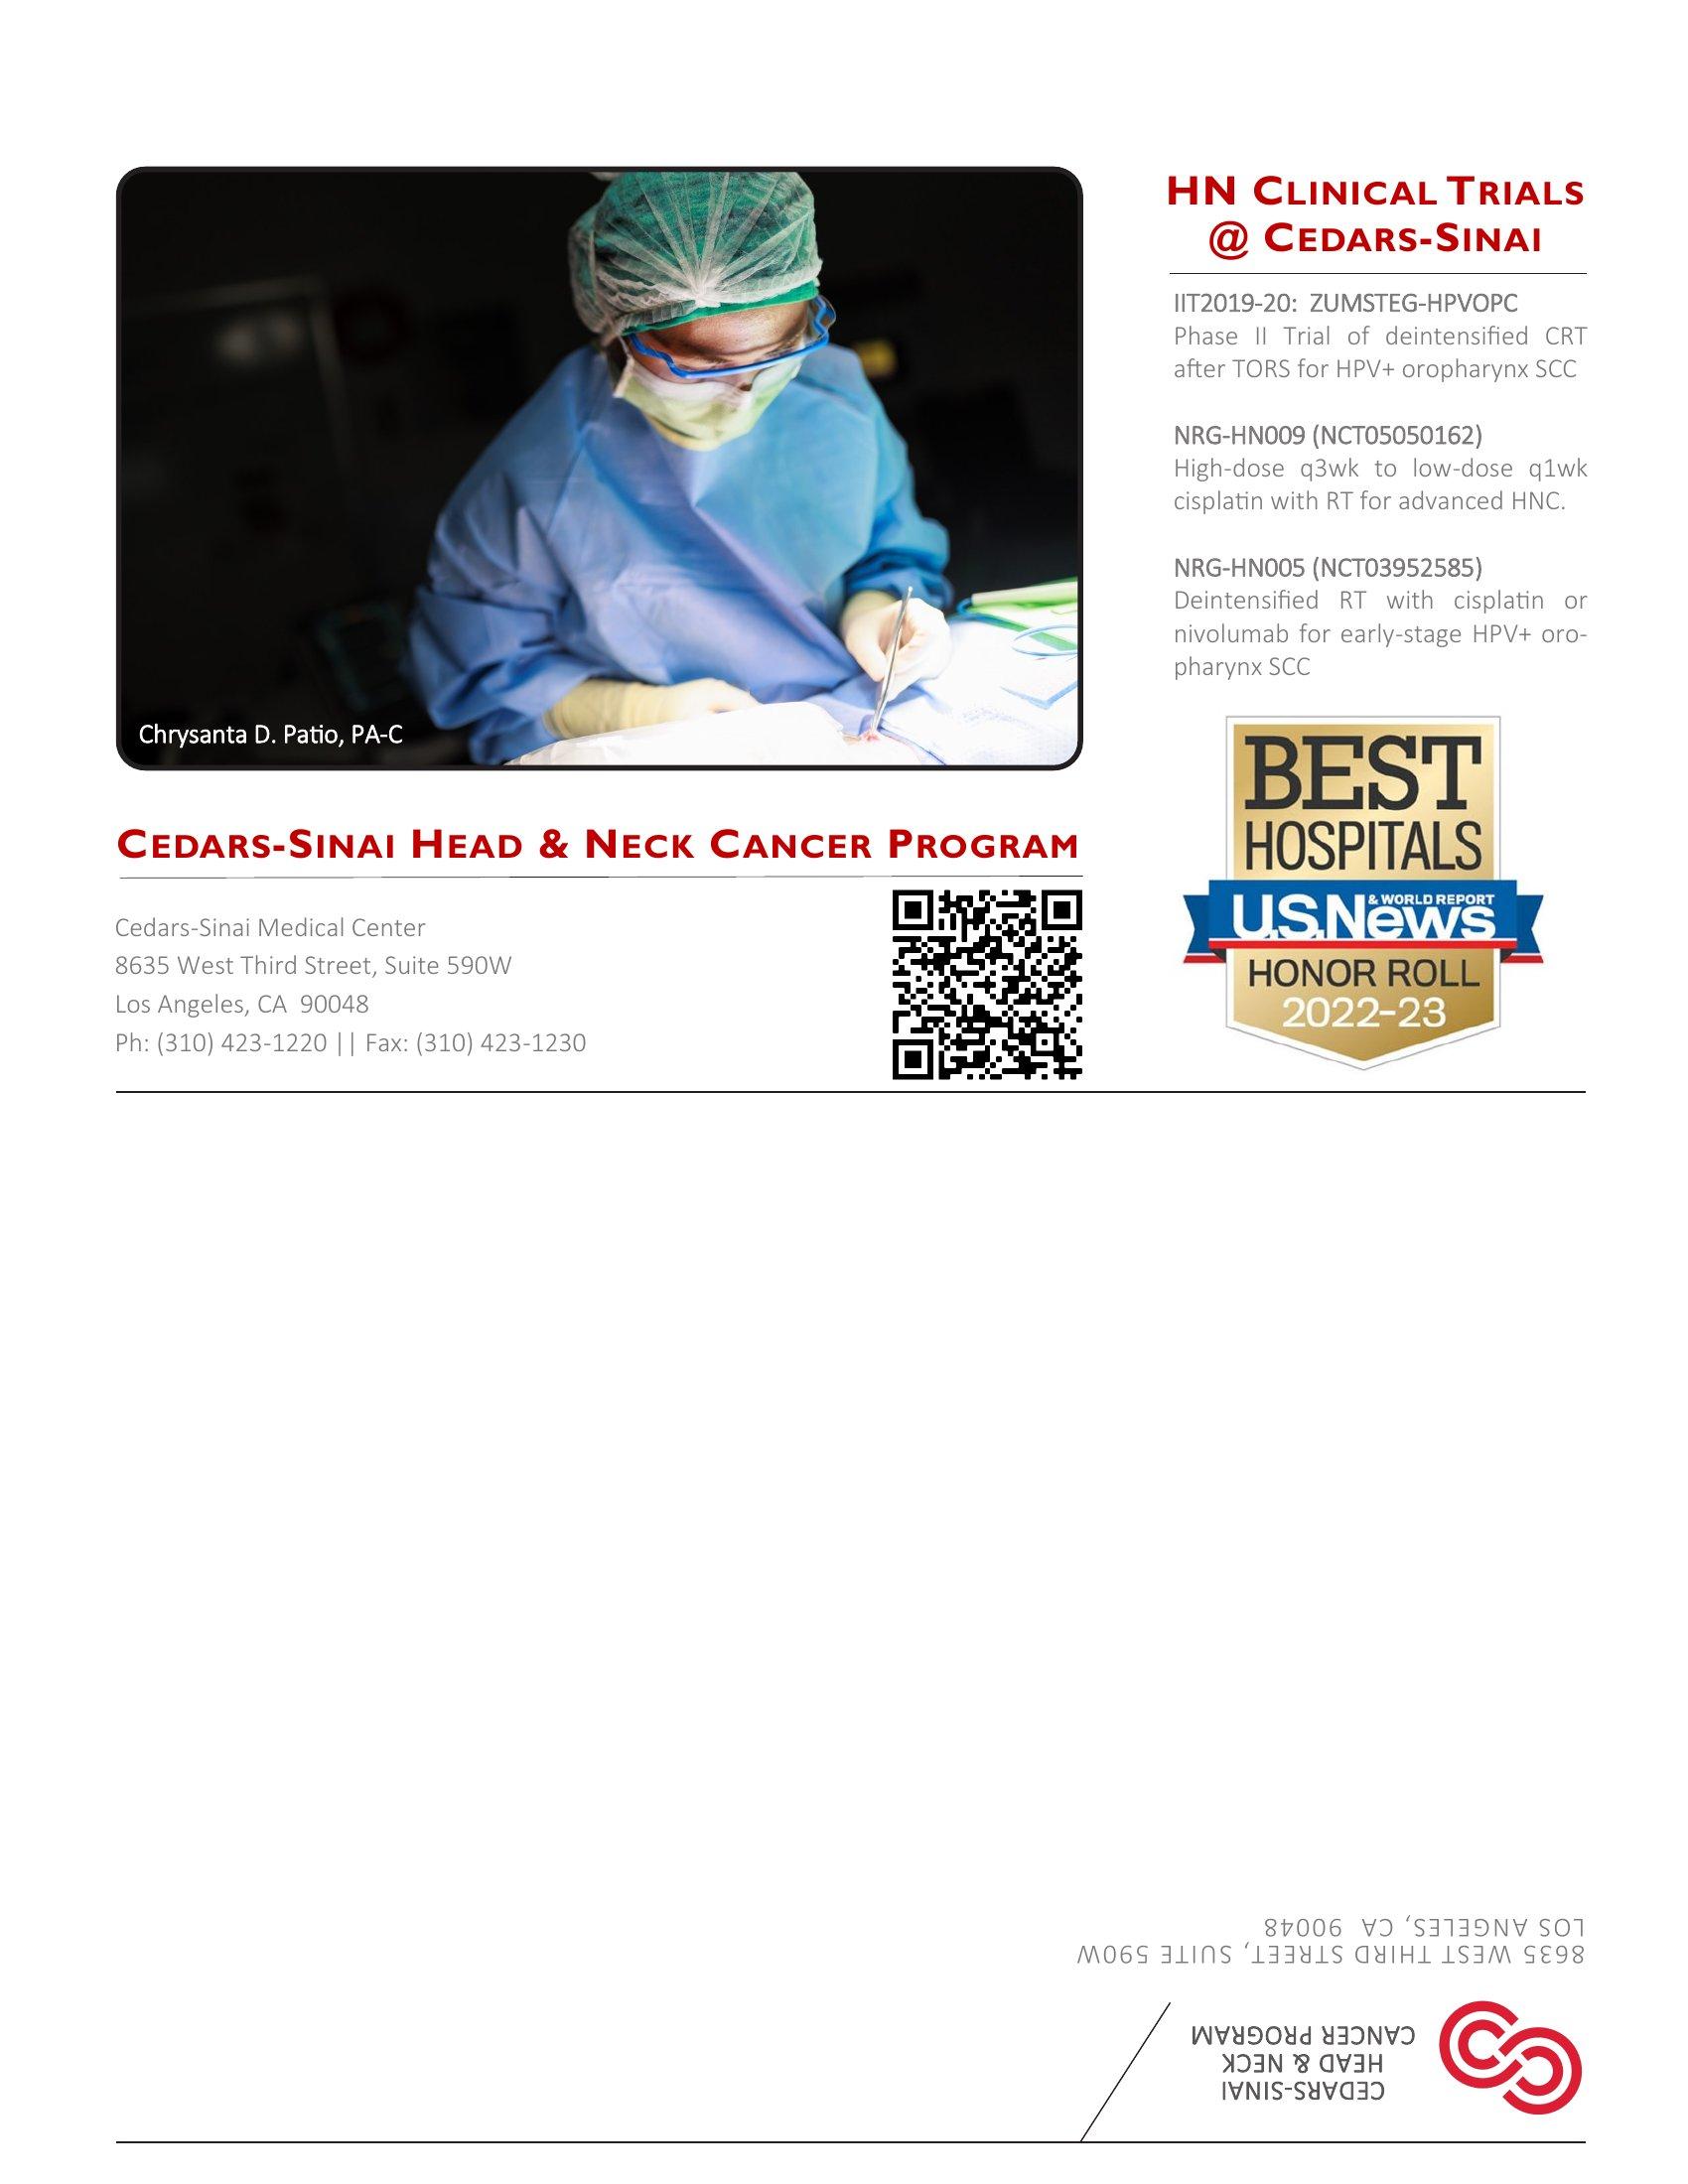 Chrysanta D. Patio, PA-C
CEDARS-SINAI HEAD & NECK CANCER PROGRAM
Cedars-Sinai Medical Center
8635 West Third Street, Suite 590W
Los Angeles, CA  90048
Ph: (310) 423-1220 || Fax: (310) 423-1230
HN CLINICAL TRIALS
@ CEDARS-SINAI
IIT2019-20:  ZUMSTEG-HPVOPC
Phase II Trial of deintensified CRT
after TORS for HPV+ oropharynx SCC
NRG-HN009 (NCT05050162)
High-dose q3wk to low-dose q1wk
cisplatin with RT for advanced HNC.
NRG-HN005 (NCT03952585)
Deintensified RT with cisplatin or
nivolumab for early-stage HPV+ oro-
pharynx SCC
BEST
HOSPITALS
U.S.News & WORLD REPORT
HONOR ROLL
2022-23
CEDARS-SINAI
HEAD & NECK
CANCER PROGRAM
8635 WEST THIRD STREET, SUITE 590W
LOS ANGELES, CA  90048